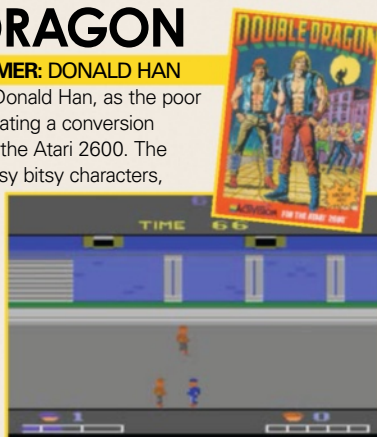 DRAGON
MER: DONALD HAN
Donald Han, as the poor
ating a conversion
the Atari 2600. The
sy bitsy characters,
DOUBLE DRAGON
ACTIVISION
FOR THE ATARI 2600
TIME 66
1 0